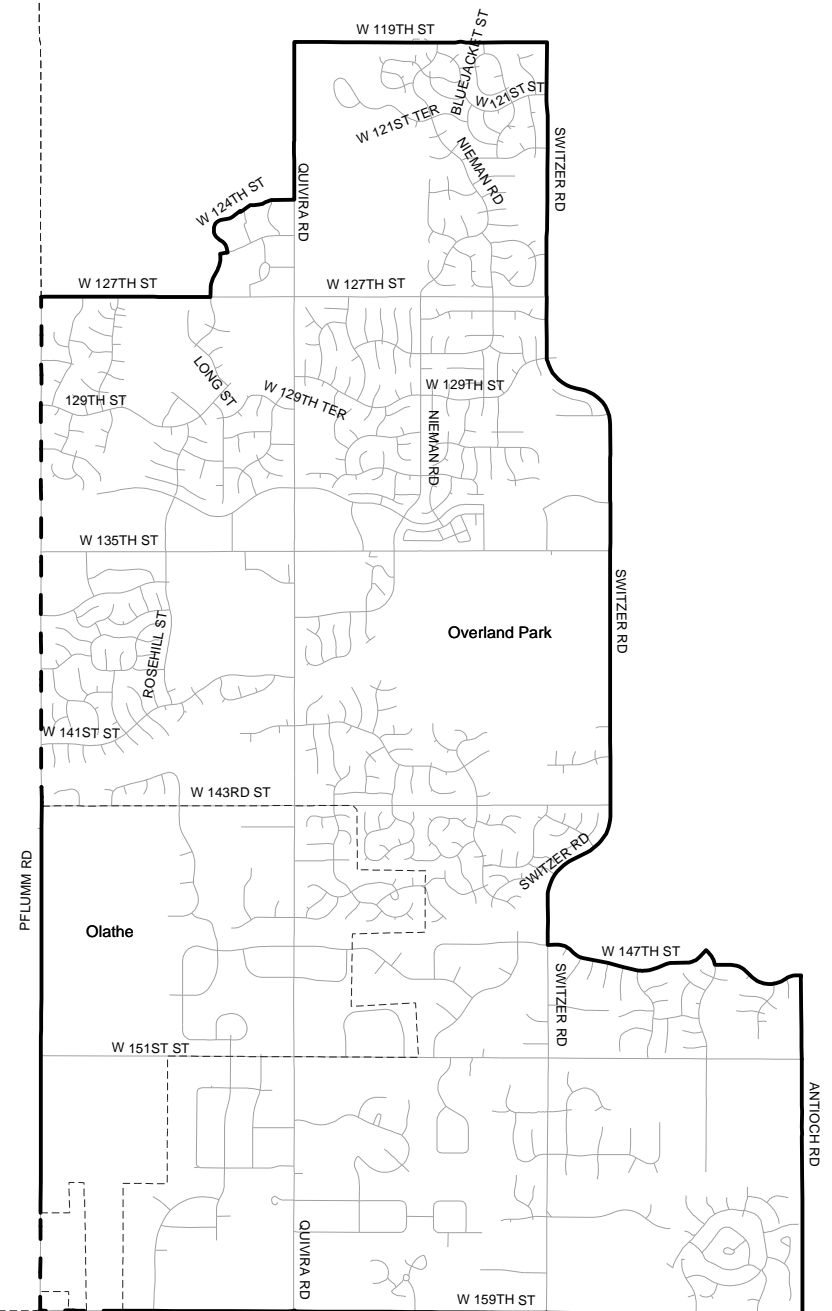 W 119TH ST
BLUEJACKET ST
W 121ST ST
W 121ST TER
NIEMAN RD
SWITZER RD
QUIVIRA RD
W 124TH ST
W 127TH ST
W 127TH ST
LONG ST
W 129TH TER
W 129TH ST
129TH ST
NIEMAN RD
W 135TH ST
SWITZER RD
Overland Park
ROSEHILL ST
W 141ST ST
W 143RD ST
SWITZER RD
PFLUMM RD
Olathe
W 147TH ST
SWITZER RD
W 151ST ST
ANTIOCH RD
QUIVIRA RD
W 159TH ST